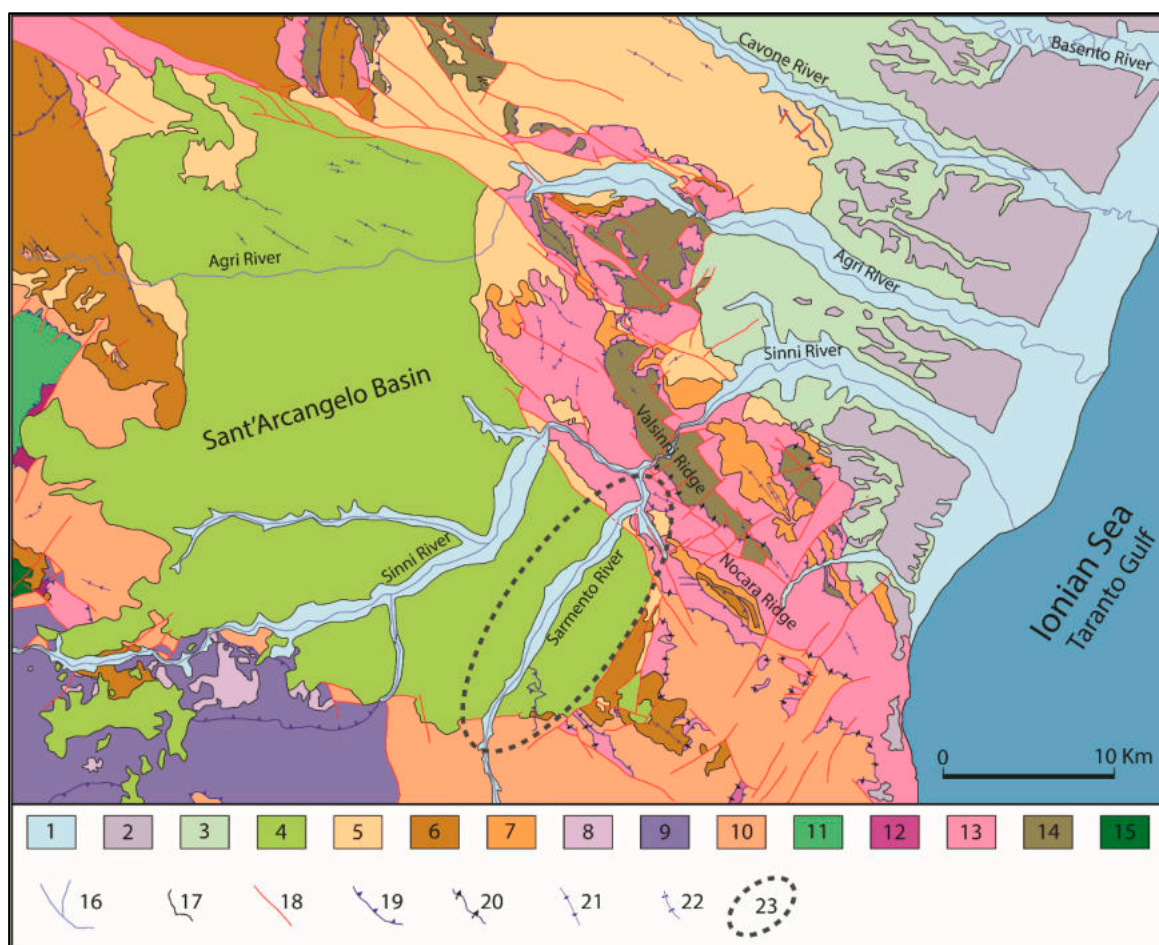 Cavone River
Basento River
Agri River
Agri River
Sinni River
Sant'Arcangelo Basin
Valsinni Ridge
Sinni River
Sarmento River
Nocara Ridge
Ionian Sea
Taranto Gulf
0 10 Km
1 2 3 4 5 6 7 8 9 10 11 12 13 14 15
16 17 18 19 20 21 22 23